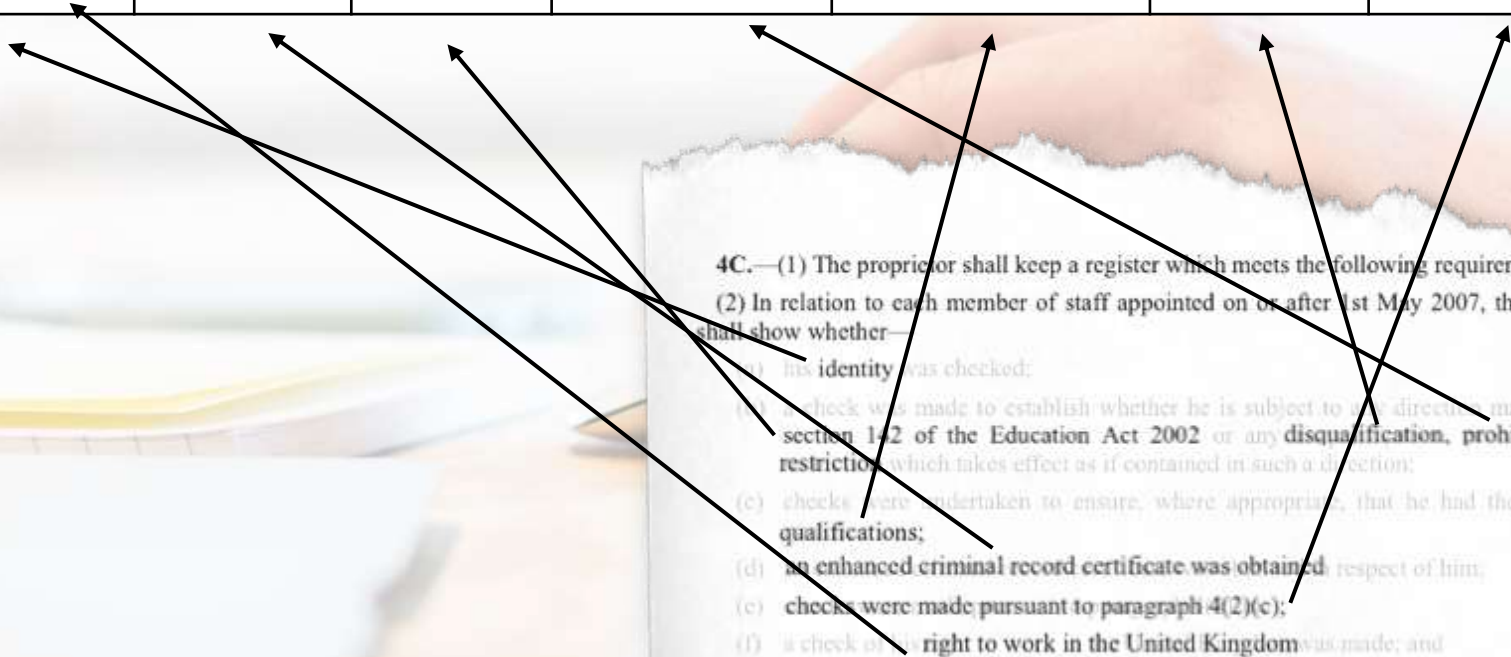 4C.—(1) The proprietor shall keep a register which meets the following
(2) In relation to each member of staff appointed on or after 1st May 2007,
shall show whether—
(a) his identity was checked;
(b) a check was made to establish whether he is subject to any direction
section 142 of the Education Act 2002 or any disqualification,
restriction which takes effect as if contained in such a direction;
(c) checks were undertaken to ensure, where appropriate, that he had
qualifications;
(d) an enhanced criminal record certificate was obtained respect of him;
(e) checks were made pursuant to paragraph 4(2)(c);
(f) a check of his right to work in the United Kingdom was made; and